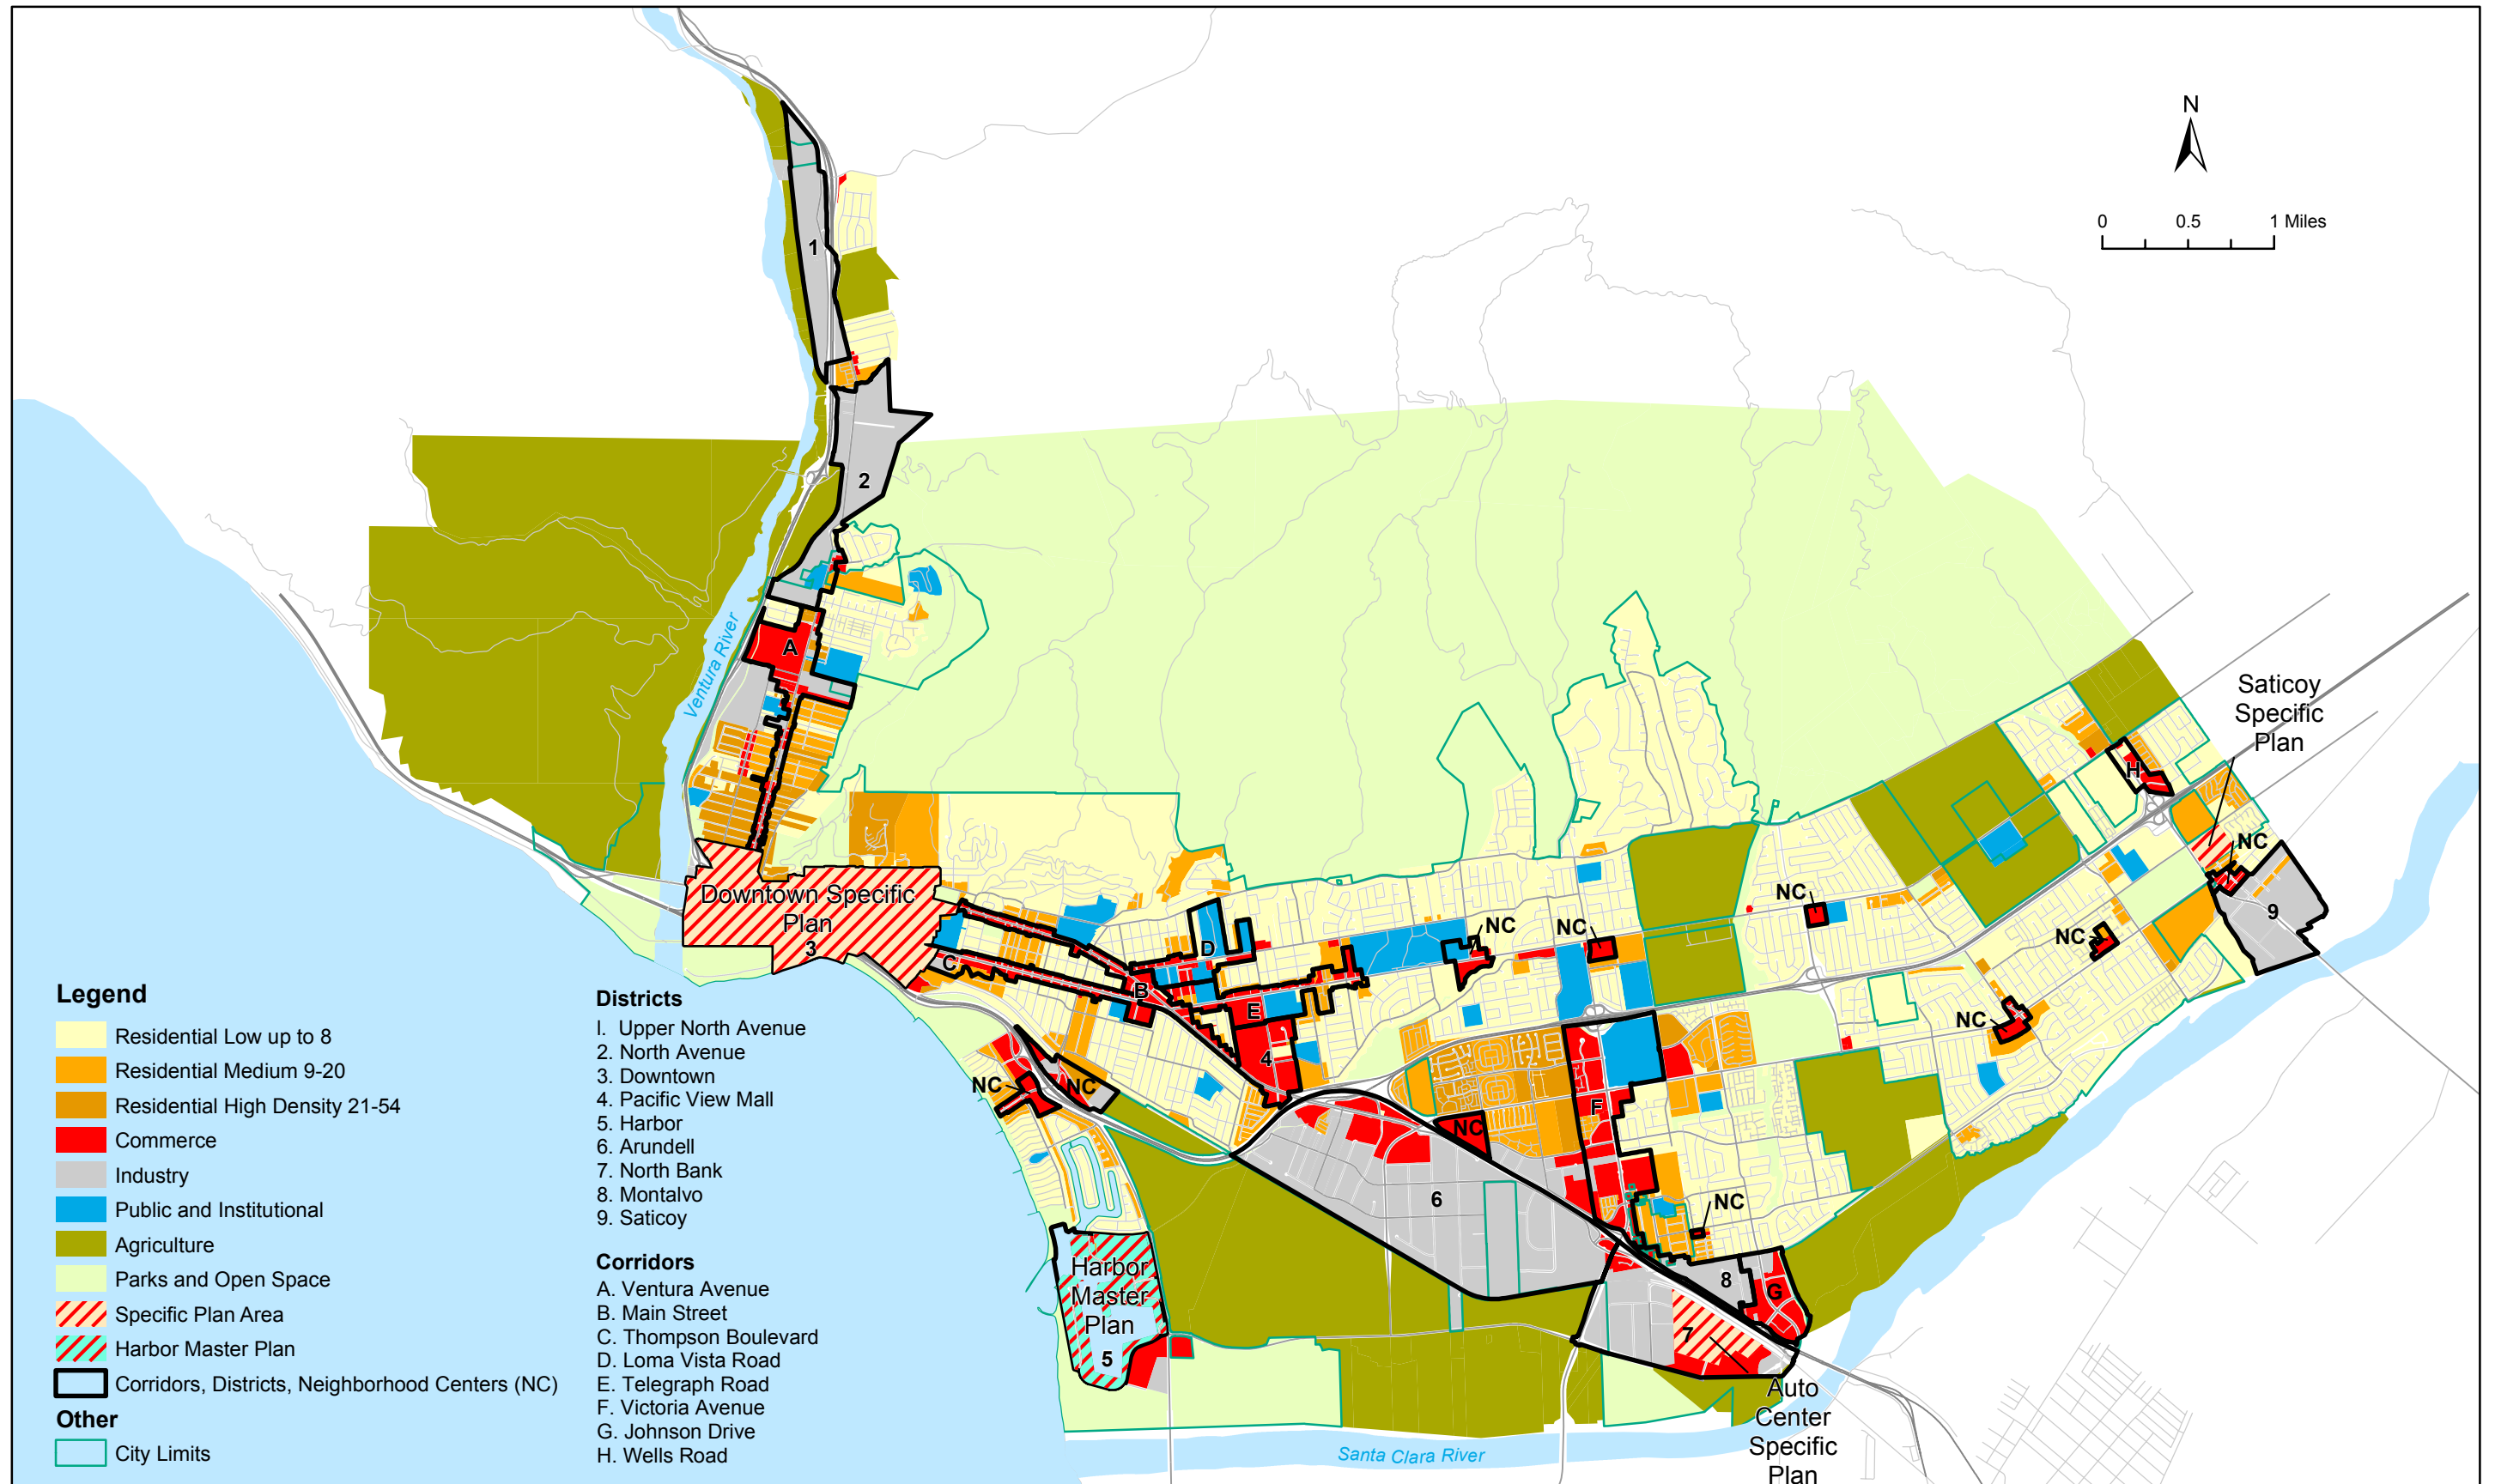 N
0 0.5 1 Miles
1
2
A
Ventura River
Saticoy
Specific
Plan
H
NC
9
Downtown Specific
Plan
3
C
B
D
E
4
NC
NC
NC
NC
NC
NC
NC
NC
F
6
NC
8
G
7
Harbor
Master
Plan
5
Auto
Center
Specific
Plan
Santa Clara River
Legend
Residential Low up to 8
Residential Medium 9-20
Residential High Density 21-54
Commerce
Industry
Public and Institutional
Agriculture
Parks and Open Space
Specific Plan Area
Harbor Master Plan
Corridors, Districts, Neighborhood Centers (NC)
Other
City Limits
Districts
I. Upper North Avenue
2. North Avenue
3. Downtown
4. Pacific View Mall
5. Harbor
6. Arundell
7. North Bank
8. Montalvo
9. Saticoy
Corridors
A. Ventura Avenue
B. Main Street
C. Thompson Boulevard
D. Loma Vista Road
E. Telegraph Road
F. Victoria Avenue
G. Johnson Drive
H. Wells Road